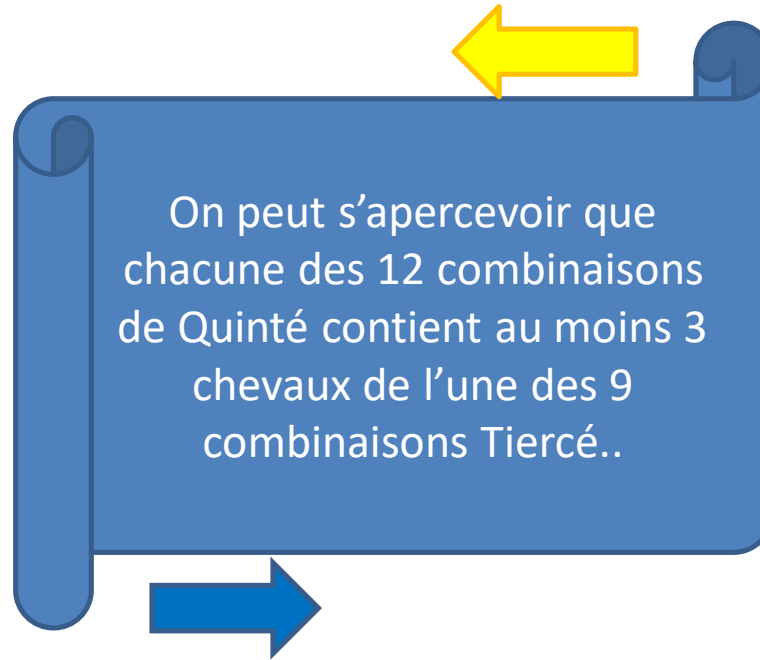 On peut s’apercevoir que
chacune des 12 combinaisons
de Quinté contient au moins 3
chevaux de l’une des 9
combinaisons Tiercé..